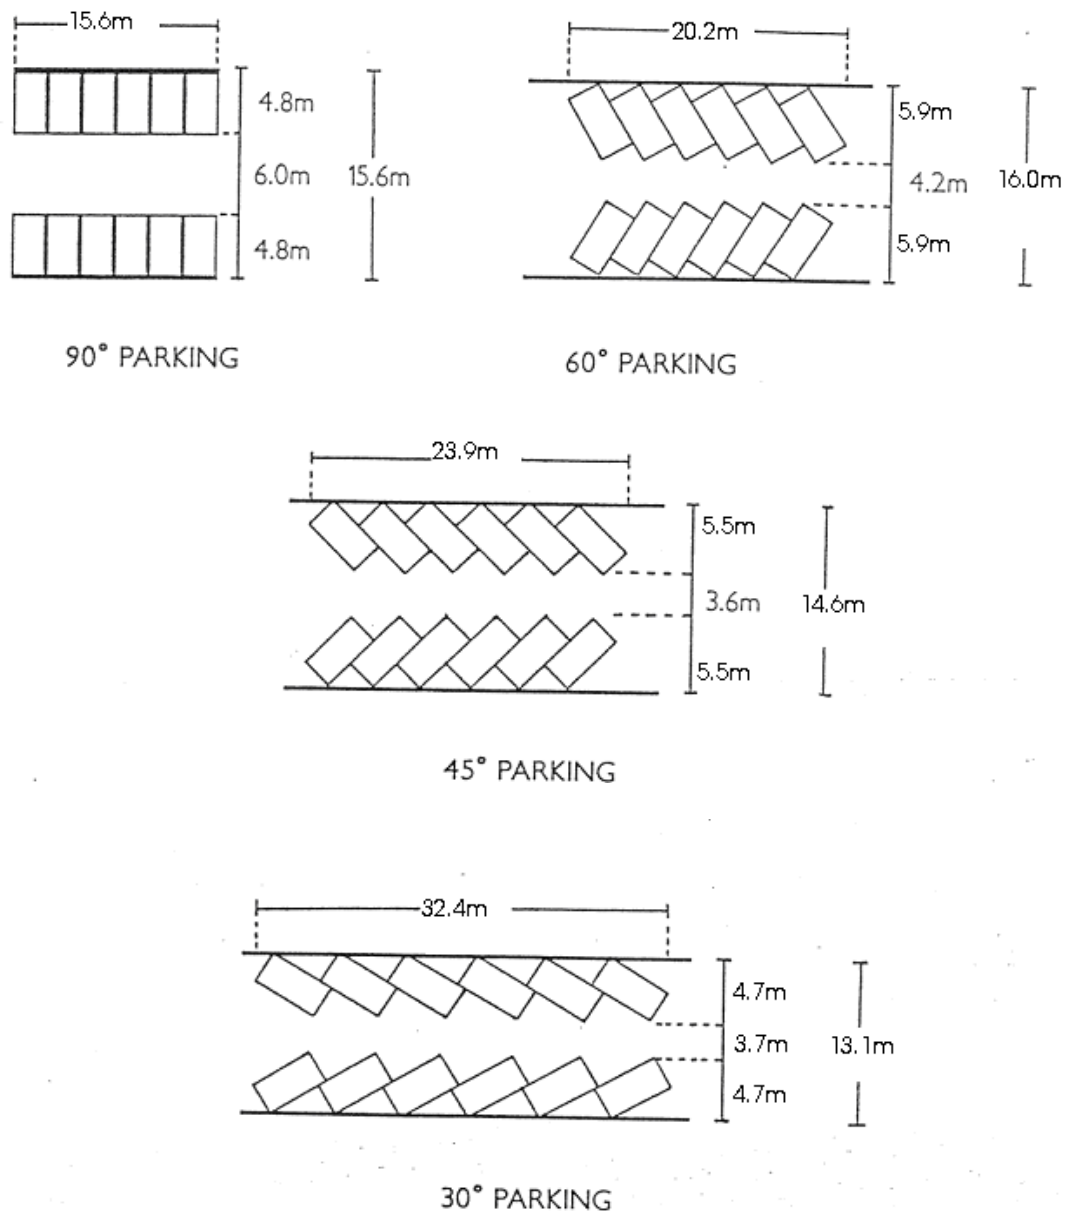 15.6m
4.8m
6.0m
15.6m
4.8m
90° PARKING
20.2m
5.9m
4.2m
16.0m
5.9m
60° PARKING
23.9m
5.5m
3.6m
14.6m
5.5m
45° PARKING
32.4m
4.7m
3.7m
13.1m
4.7m
30° PARKING